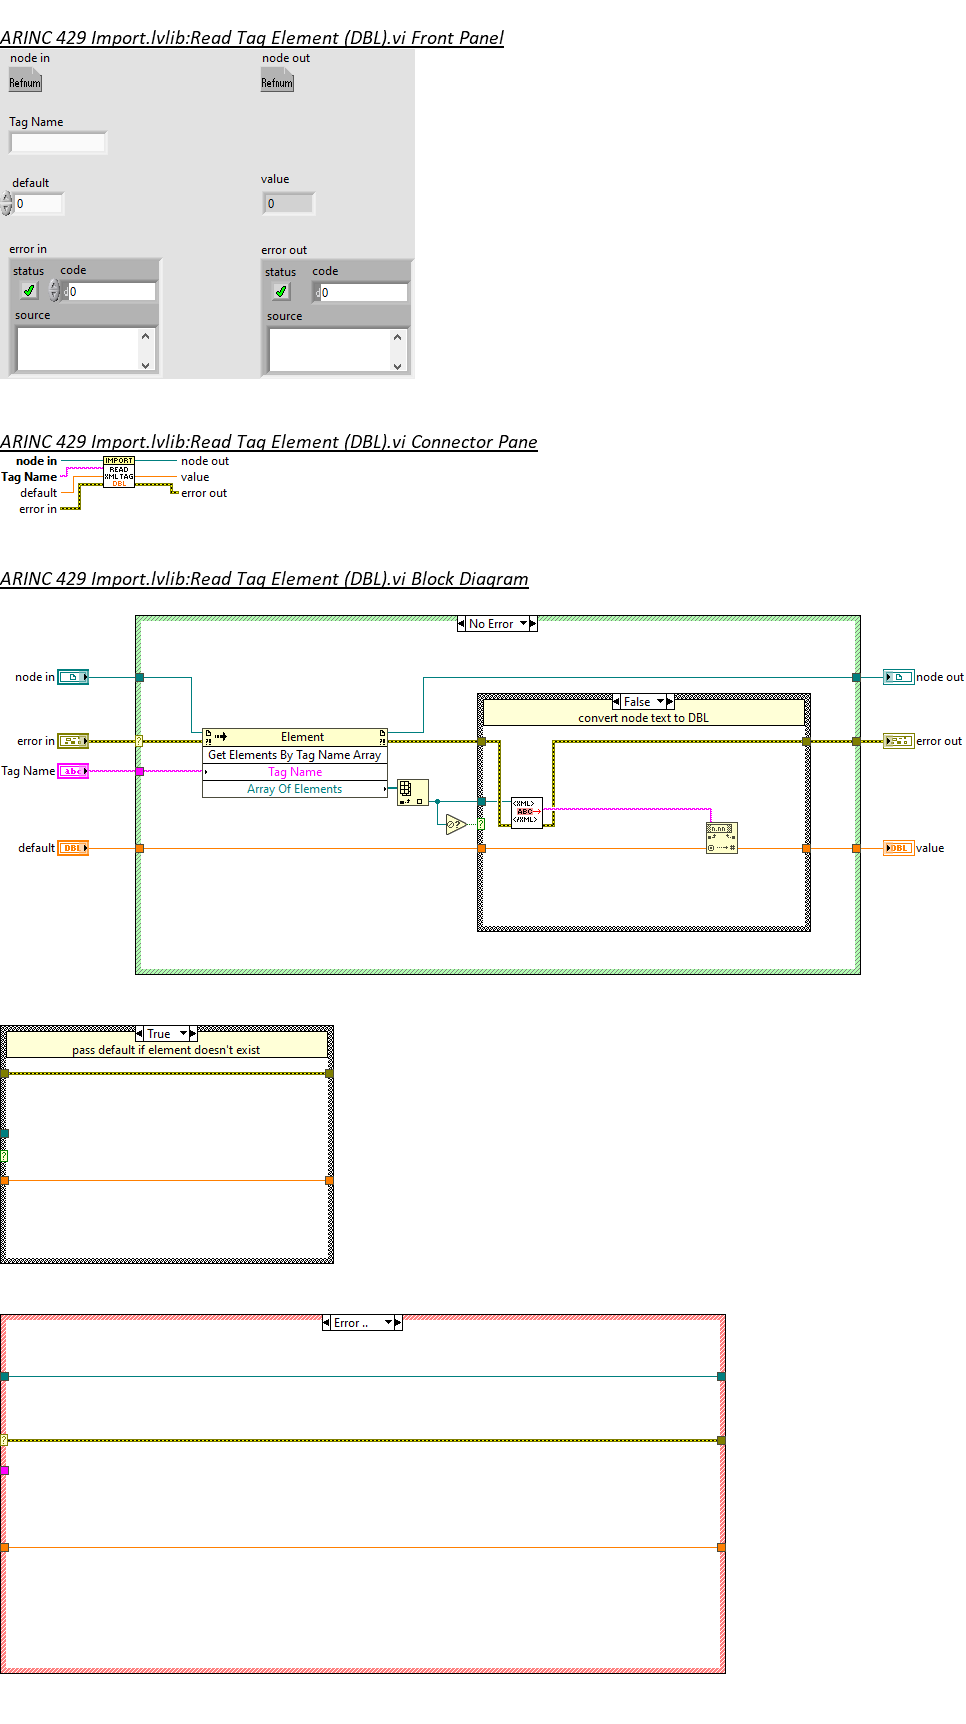 ARINC 429 Import.lvlib:Read Tag Element (DBL).vi Front Panel
node in
node out
Refnum
Refnum
Tag Name
default
value
0
0
error in
error out
status
code
status
code
d 0
d 0
source
source
ARINC 429 Import.lvlib:Read Tag Element (DBL).vi Connector Pane
node in
IMPORT
node out
Tag Name
READ
XML TAG
value
default
DBL
error out
error in
ARINC 429 Import.lvlib:Read Tag Element (DBL).vi Block Diagram
No Error
node in
node out
False
convert node text to DBL
error in
?
Element
error out
?!
?!
Get Elements By Tag Name Array
Tag Name
abc
Tag Name
Array Of Elements
<XML>
ABC
</XML>
?
?
n.nn
default
DBL
DBL
value
True
pass default if element doesn't exist
?
Error ..
?